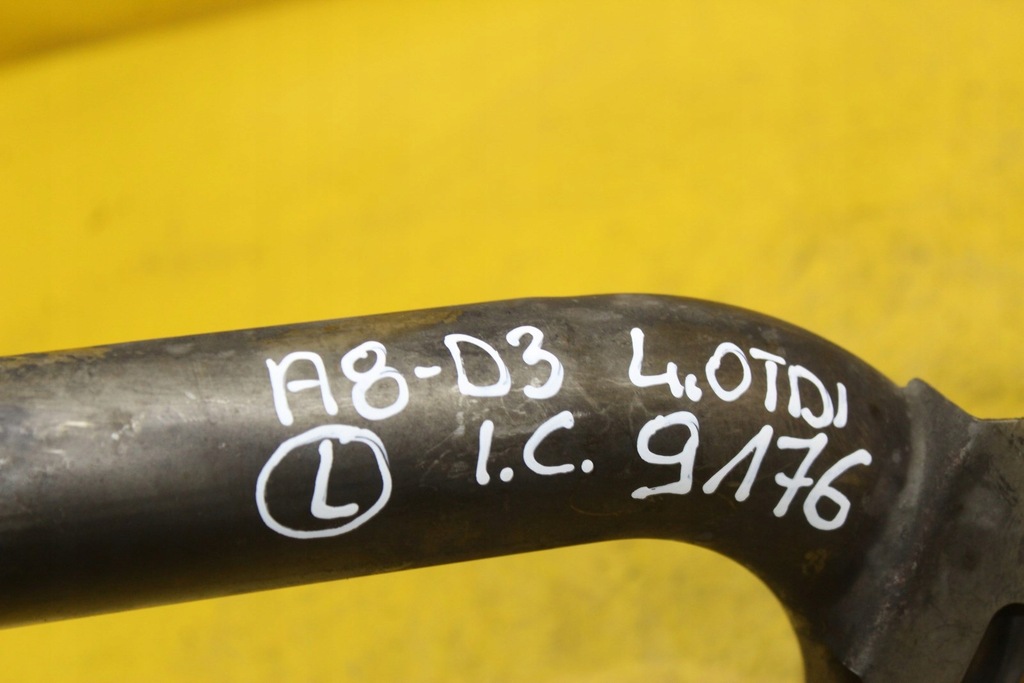 A8-D3 4.0TDI
L I.C. 9176